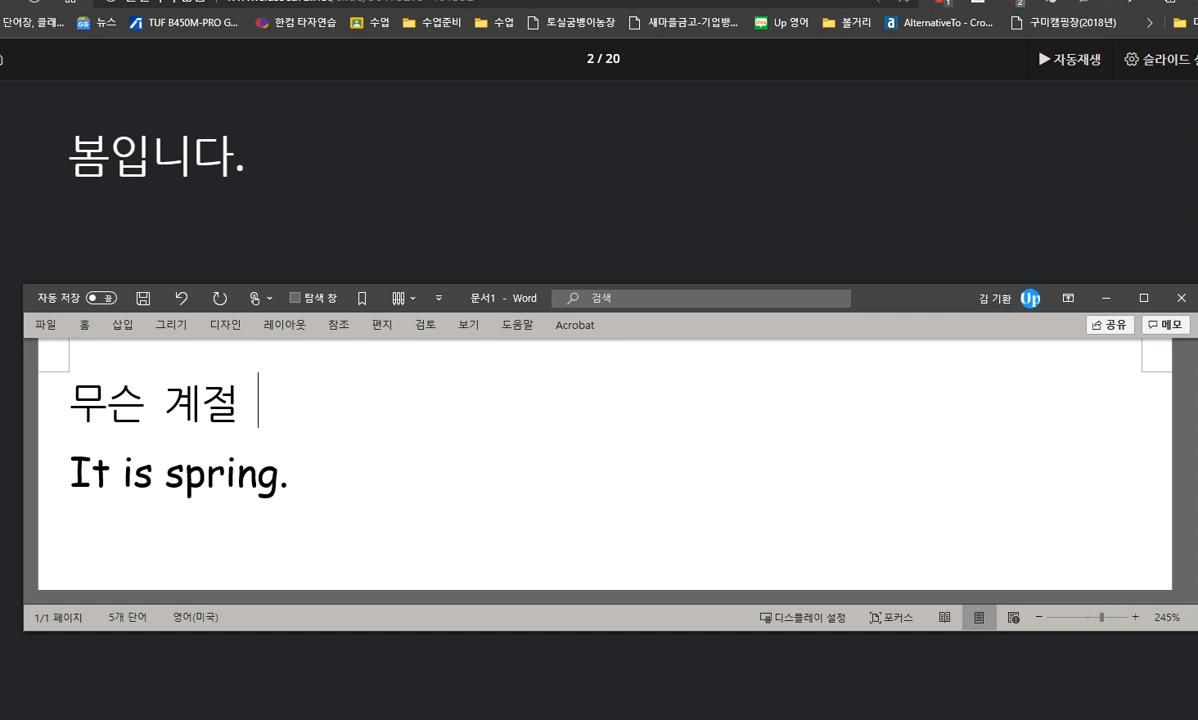 단어장, 클래... 뉴스 TUF B450M-PRO G... 한컴 타자연습 수업 수업준비 수업 토실굼벵이농장 새마을금고-기업뱅... Up 영어 볼거리 AlternativeTo - Cro... 구미캠핑장(2018년)
2 / 20 자동재생 슬라이드
봄입니다.
자동 저장 끔 탐색 창 문서1 - Word 검색 김 기환 Up
파일 홈 삽입 그리기 디자인 레이아웃 참조 편지 검토 보기 도움말 Acrobat 공유 메모
무슨 계절
It is spring.
1/1 페이지 5개 단어 영어(미국) 디스플레이 설정 포커스 245%